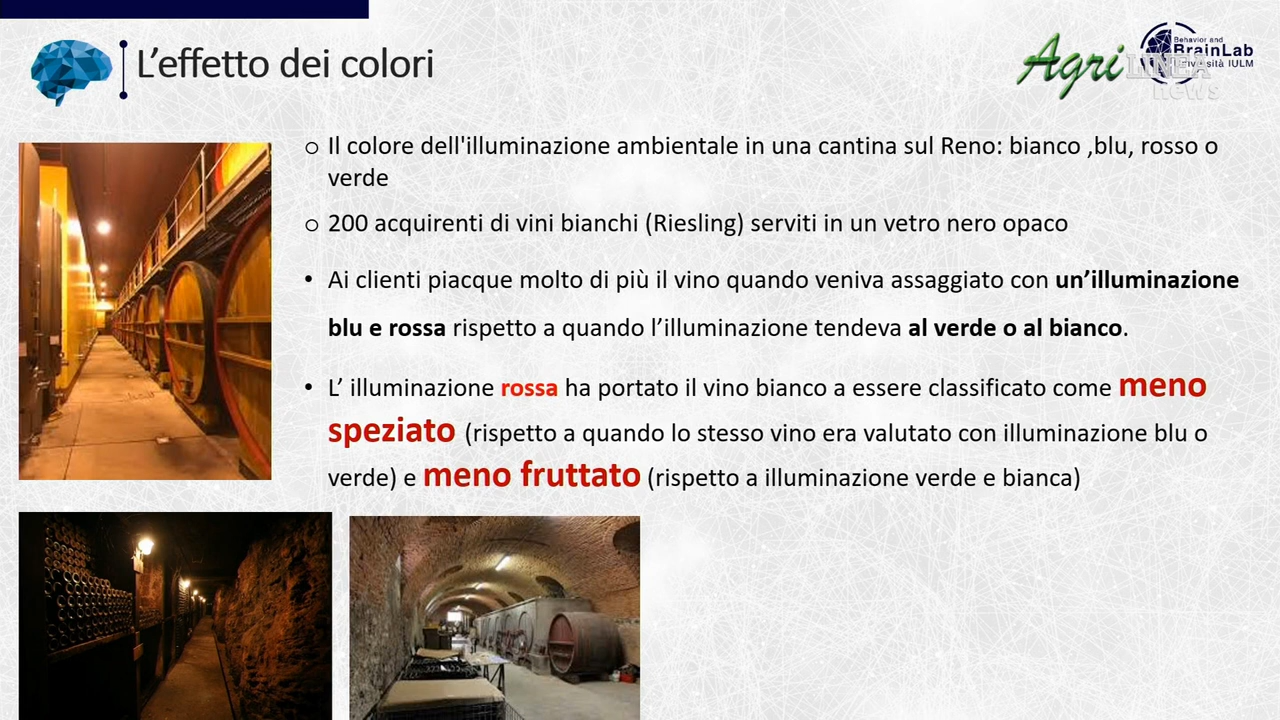 L'effetto dei colori
Agri LINEA
news
Behavior and
BrainLab
Università IULM
o Il colore dell'illuminazione ambientale in una cantina sul Reno: bianco ,blu, rosso o
verde
o 200 acquirenti di vini bianchi (Riesling) serviti in un vetro nero opaco
• Ai clienti piacque molto di più il vino quando veniva assaggiato con un'illuminazione
blu e rossa rispetto a quando l'illuminazione tendeva al verde o al bianco.
• L' illuminazione rossa ha portato il vino bianco a essere classificato come meno
speziato (rispetto a quando lo stesso vino era valutato con illuminazione blu o
verde) e meno fruttato (rispetto a illuminazione verde e bianca)